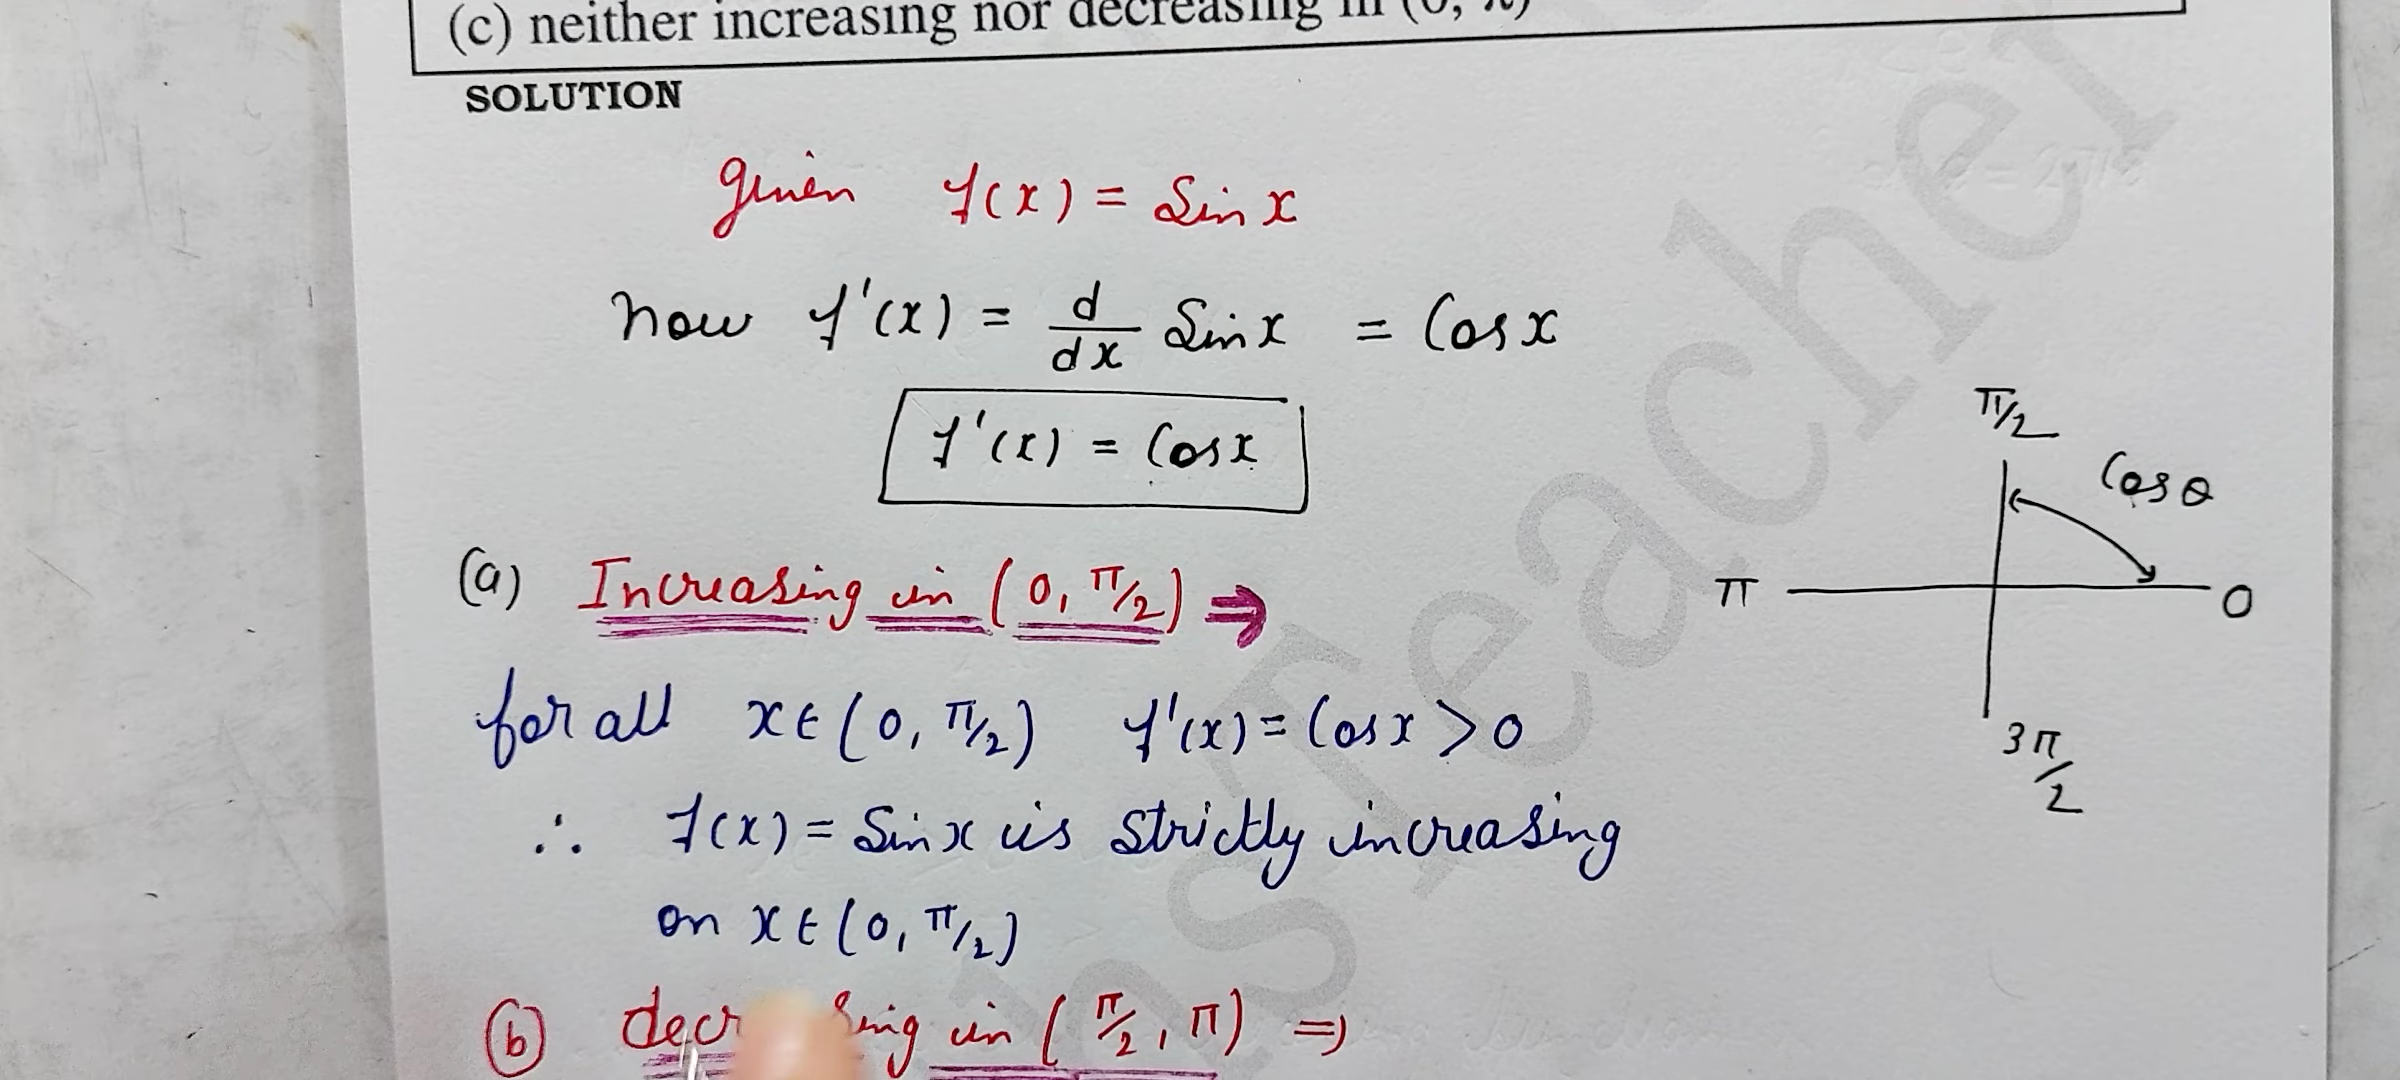 (c) neither increasing nor decreasing in (0, π)
SOLUTION
given f(x) = Sin x
now f'(x) = d/dx Sin x = Cos x
f'(x) = Cos x
π/2
Cos θ
π
0
3π/2
(a) Increasing in (0, π/2) ⇒
for all x ∈ (0, π/2) f'(x) = Cos x > 0
∴ f(x) = Sin x is strictly increasing
on x ∈ (0, π/2)
(b) in (π/2, π) ⇒
Teacher